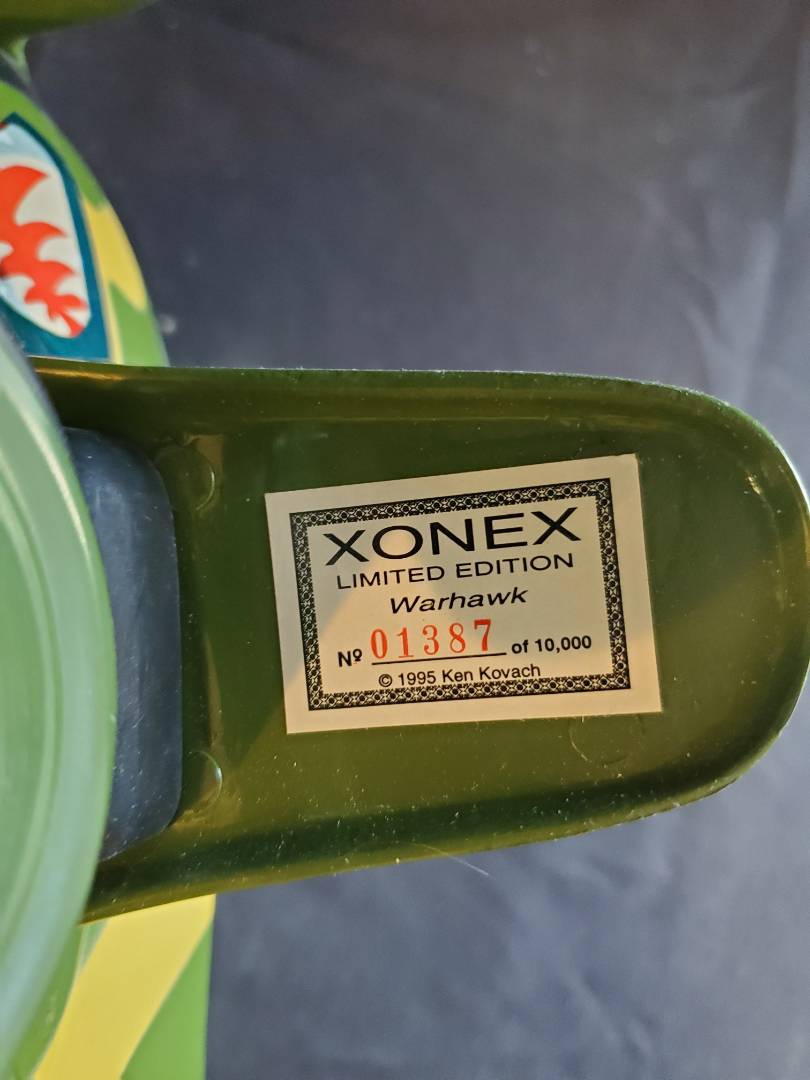 XONEX
LIMITED EDITION
Warhawk
Nº 01387 of 10,000
© 1995 Ken Kovach